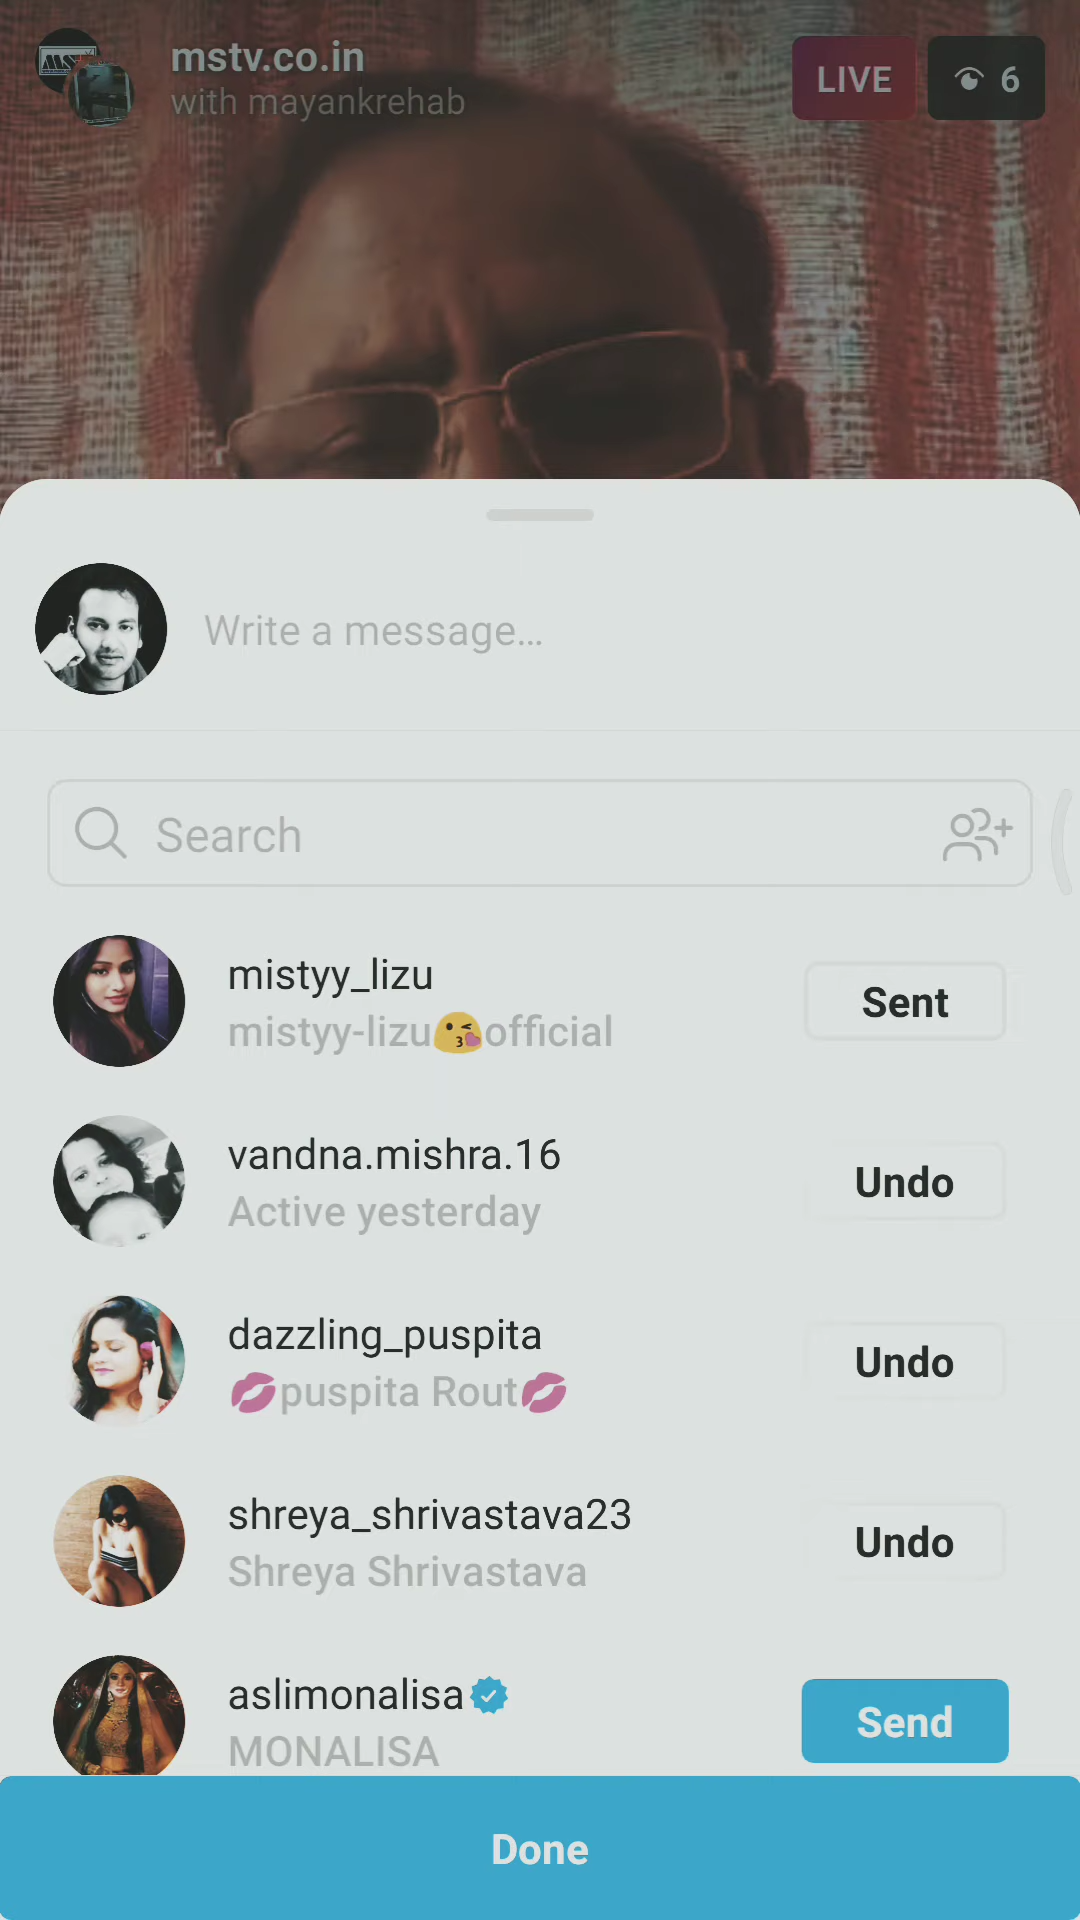 mstv.co.in
with mayankrehab
LIVE
6
Write a message...
Search
mistyy_lizu
mistyy-lizu😘official
Sent
vandna.mishra.16
Active yesterday
Undo
dazzling_puspita
💋puspita Rout💋
Undo
shreya_shrivastava23
Shreya Shrivastava
Undo
aslimonalisa
MONALISA
Send
Done